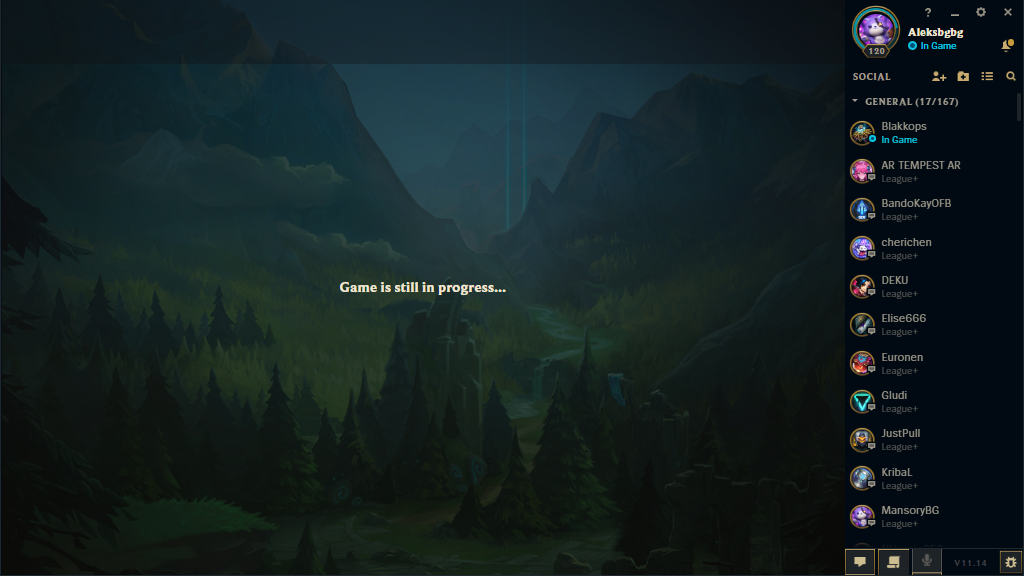 ?
Aleksbgbg
In Game
120
SOCIAL
GENERAL (17/167)
Blakkops
In Game
AR TEMPEST AR
League+
BandoKayOFB
League+
cherichen
League+
Game is still in progress...
DEKU
League+
Elise666
League+
Euronen
League+
Gludi
League+
JustPull
League+
KribaL
League+
MansoryBG
League+
V11.14